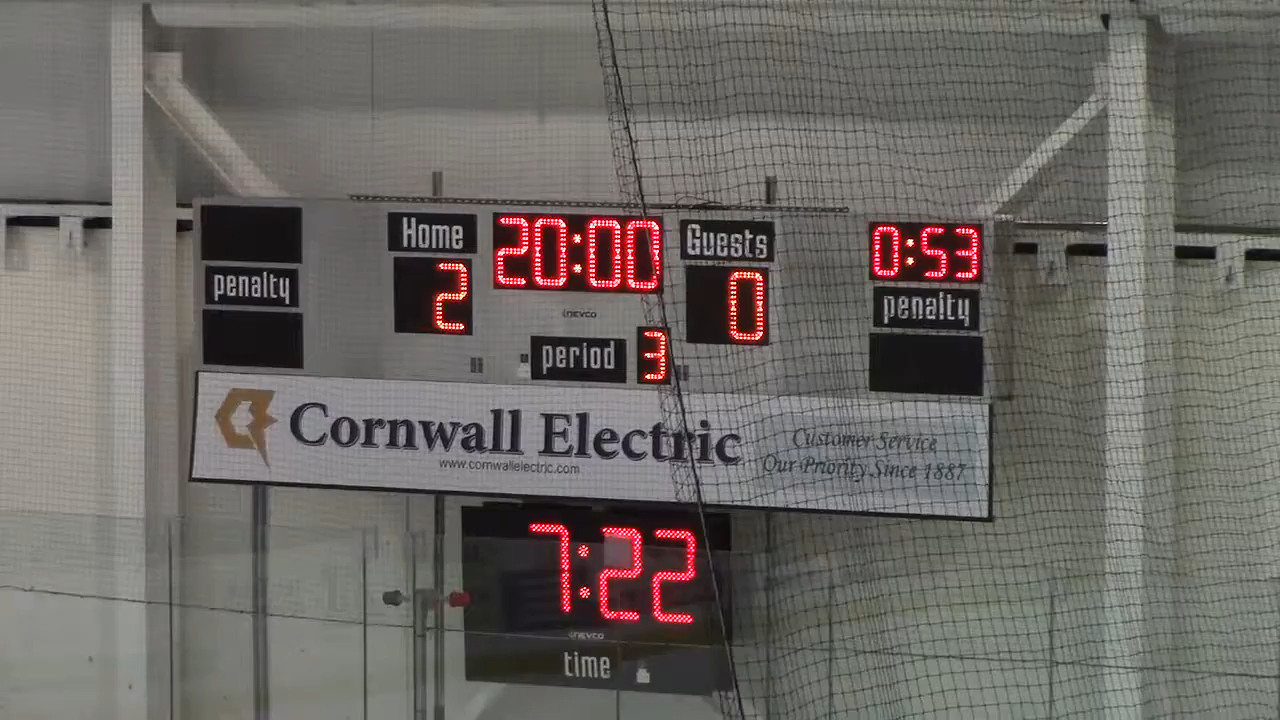 Home 20:00 Guests 0:53
penalty 2 0 penalty
NEVCO
period 3
Cornwall Electric
www.cornwallelectric.com
Customer Service
Our Priority Since 1887
7:22
NEVCO
time